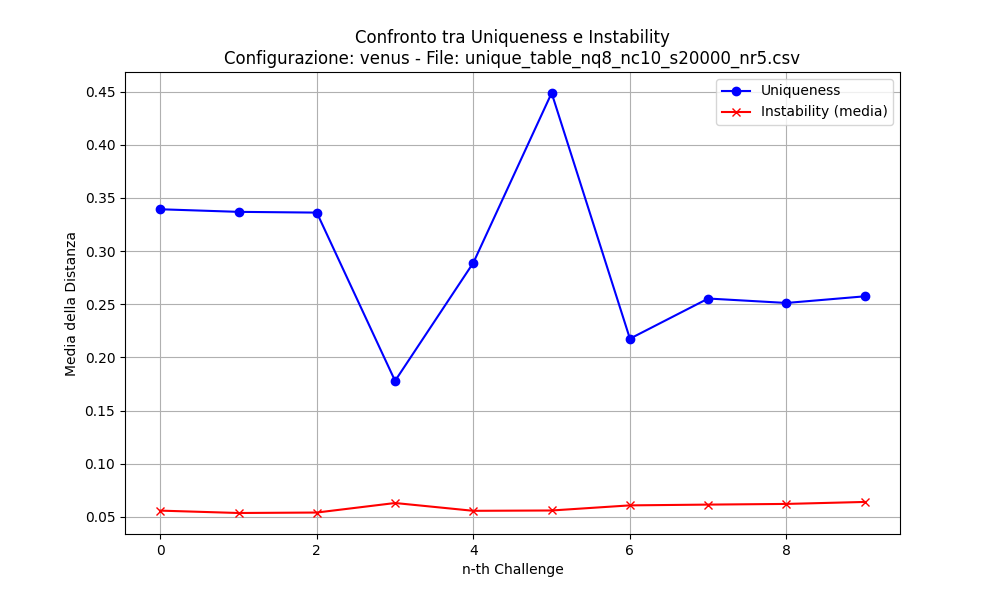 Confronto tra Uniqueness e Instability
Configurazione: venus - File: unique_table_nq8_nc10_s20000_nr5.csv
Uniqueness
Instability (media)
Media della Distanza
0.45
0.40
0.35
0.30
0.25
0.20
0.15
0.10
0.05
0 2 4 6 8
n-th Challenge